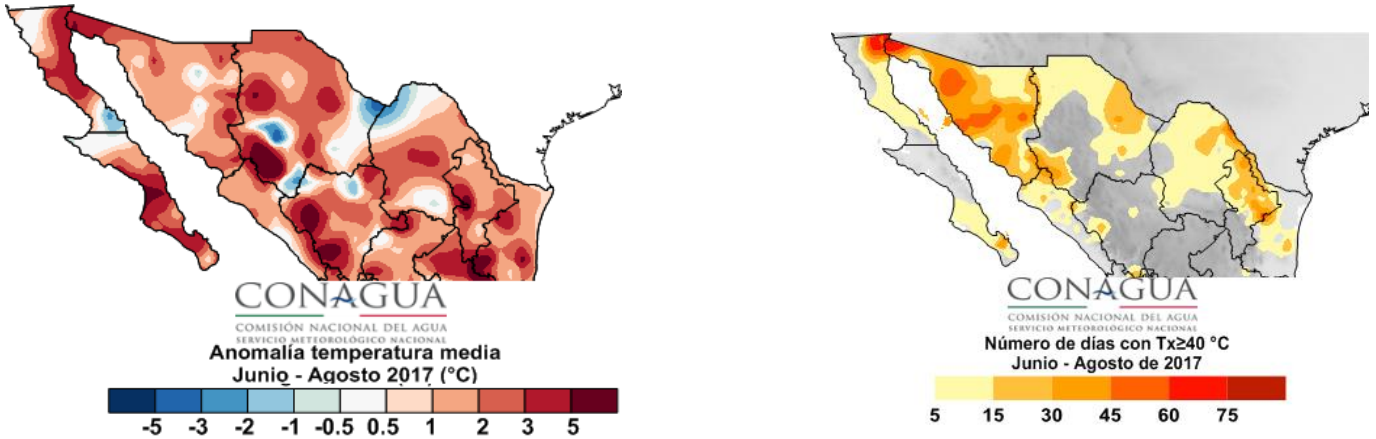 CONAGUA
COMISIÓN NACIONAL DEL AGUA
SERVICIO METEOROLÓGICO NACIONAL
Anomalía temperatura media
Junio - Agosto 2017 (°C)
-5 -3 -2 -1 -0.5 0.5 1 2 3 5
CONAGUA
COMISIÓN NACIONAL DEL AGUA
SERVICIO METEOROLÓGICO NACIONAL
Número de días con Tx≥40 °C
Junio - Agosto de 2017
5 15 30 45 60 75